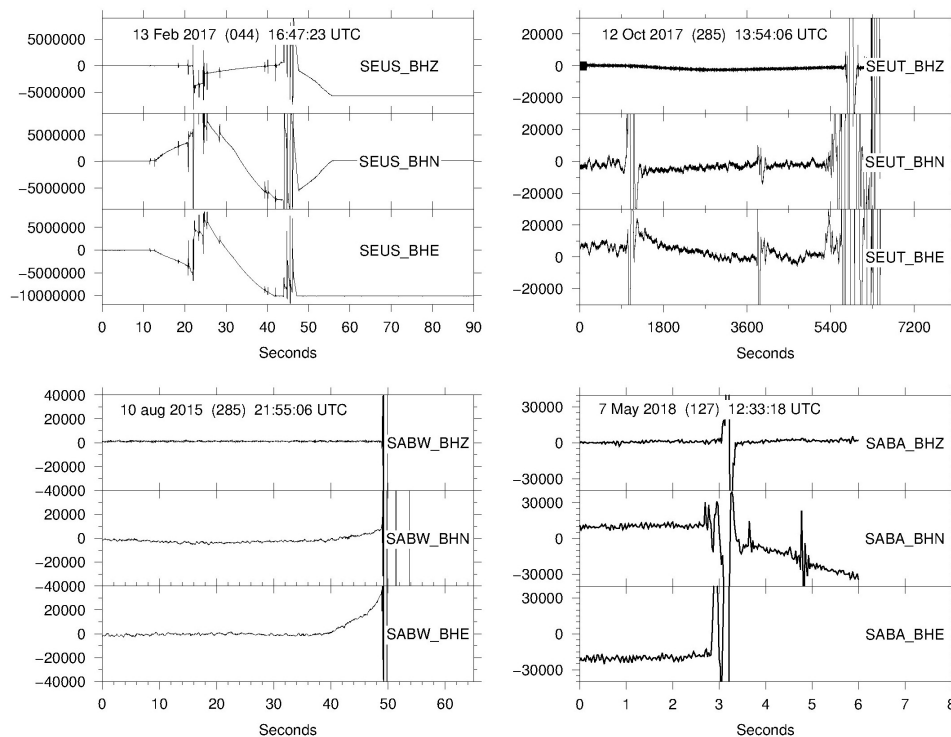 13 Feb 2017 (044) 16:47:23 UTC
5000000
0
−5000000
SEUS_BHZ
5000000
0
−5000000
SEUS_BHN
5000000
0
−5000000
−10000000
SEUS_BHE
0 10 20 30 40 50 60 70 80 90
Seconds
12 Oct 2017 (285) 13:54:06 UTC
20000
0
−20000
SEUT_BHZ
20000
0
−20000
SEUT_BHN
20000
0
−20000
SEUT_BHE
0 1800 3600 5400 7200
Seconds
10 aug 2015 (285) 21:55:06 UTC
40000
20000
0
−20000
−40000
SABW_BHZ
20000
0
−20000
−40000
SABW_BHN
20000
0
−20000
−40000
SABW_BHE
0 10 20 30 40 50 60
Seconds
7 May 2018 (127) 12:33:18 UTC
30000
0
−30000
SABA_BHZ
30000
0
−30000
SABA_BHN
30000
0
−30000
SABA_BHE
0 1 2 3 4 5 6 7 8
Seconds